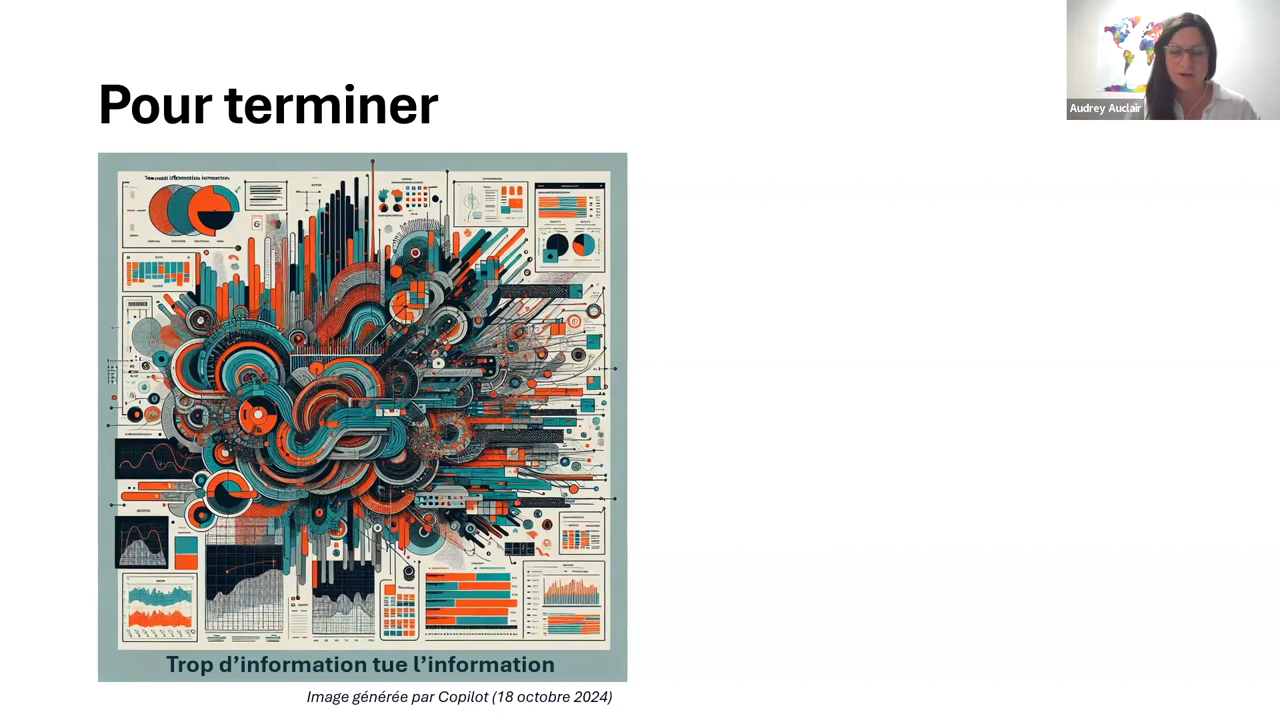 Pour terminer
Audrey Auclair
Trop d’information tue l’information
Image générée par Copilot (18 octobre 2024)